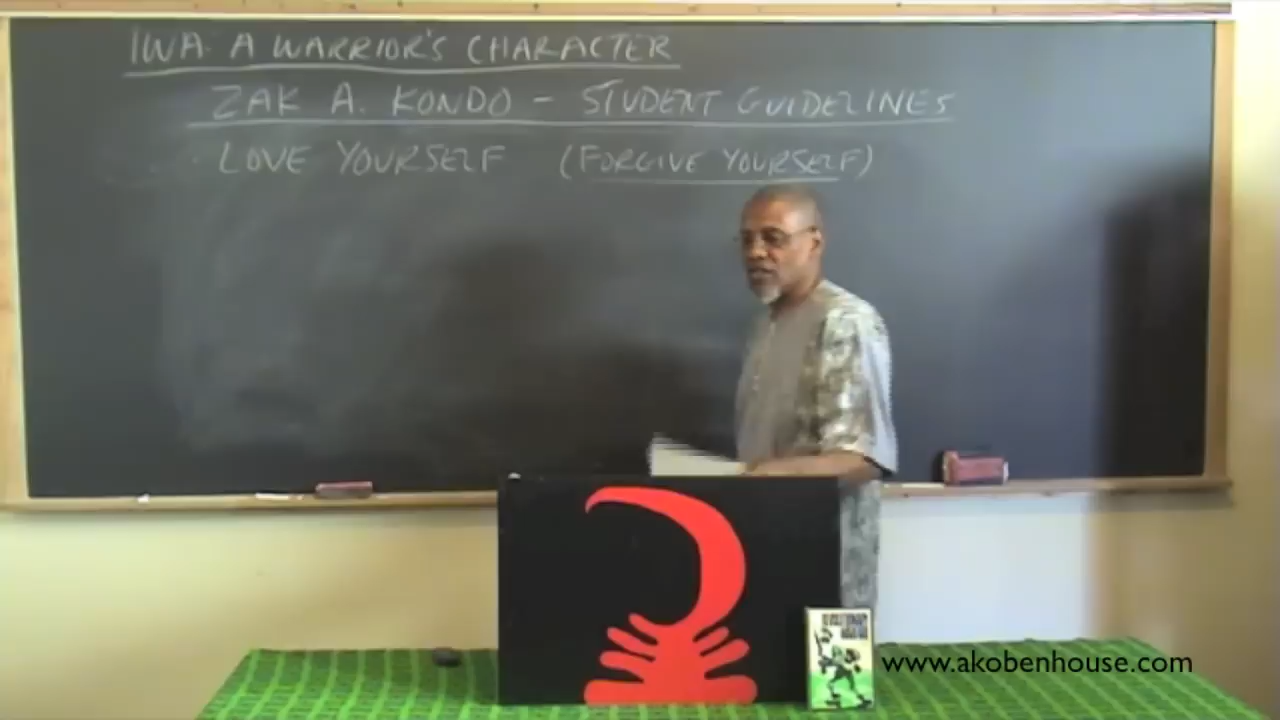 IWA A WARRIOR'S CHARACTER
ZAK A. KONDO - STUDENT GUIDELINES
LOVE YOURSELF (FORGIVE YOURSELF)
www.akobenhouse.com